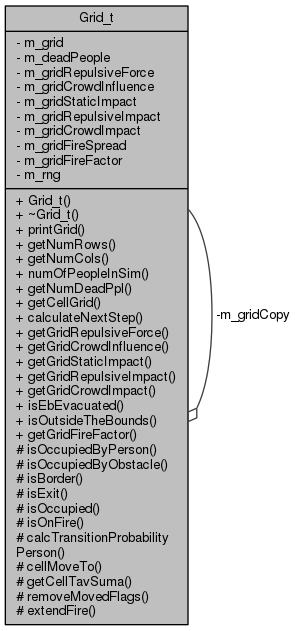 Grid_t
- m_grid
- m_deadPeople
- m_gridRepulsiveForce
- m_gridCrowdInfluence
- m_gridStaticImpact
- m_gridRepulsiveImpact
- m_gridCrowdImpact
- m_gridFireSpread
- m_gridFireFactor
- m_rng
+ Grid_t()
+ ~Grid_t()
+ printGrid()
+ getNumRows()
+ getNumCols()
+ numOfPeopleInSim()
+ getNumDeadPpl()
+ getCellGrid()
+ calculateNextStep()
+ getGridRepulsiveForce()
+ getGridCrowdInfluence()
+ getGridStaticImpact()
+ getGridRepulsiveImpact()
+ getGridCrowdImpact()
+ isEbEvacuated()
+ isOutsideTheBounds()
+ getGridFireFactor()
# isOccupiedByPerson()
# isOccupiedByObstacle()
# isBorder()
# isExit()
# isOccupied()
# isOnFire()
# calcTransitionProbability
Person()
# cellMoveTo()
# getCellTavSuma()
# removeMovedFlags()
# extendFire()
-m_gridCopy